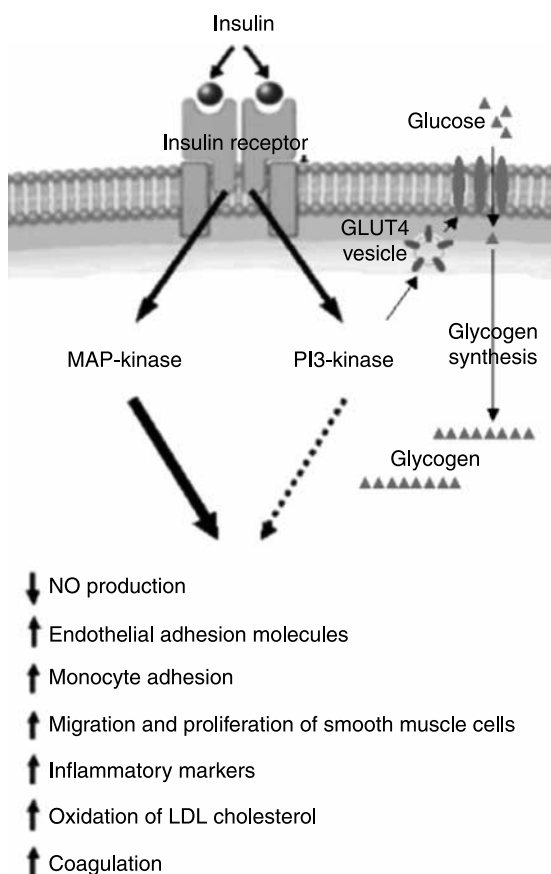 Insulin
Insulin receptor
Glucose
GLUT4
vesicle
Glycogen
synthesis
MAP-kinase
PI3-kinase
Glycogen
NO production
Endothelial adhesion molecules
Monocyte adhesion
Migration and proliferation of smooth muscle cells
Inflammatory markers
Oxidation of LDL cholesterol
Coagulation